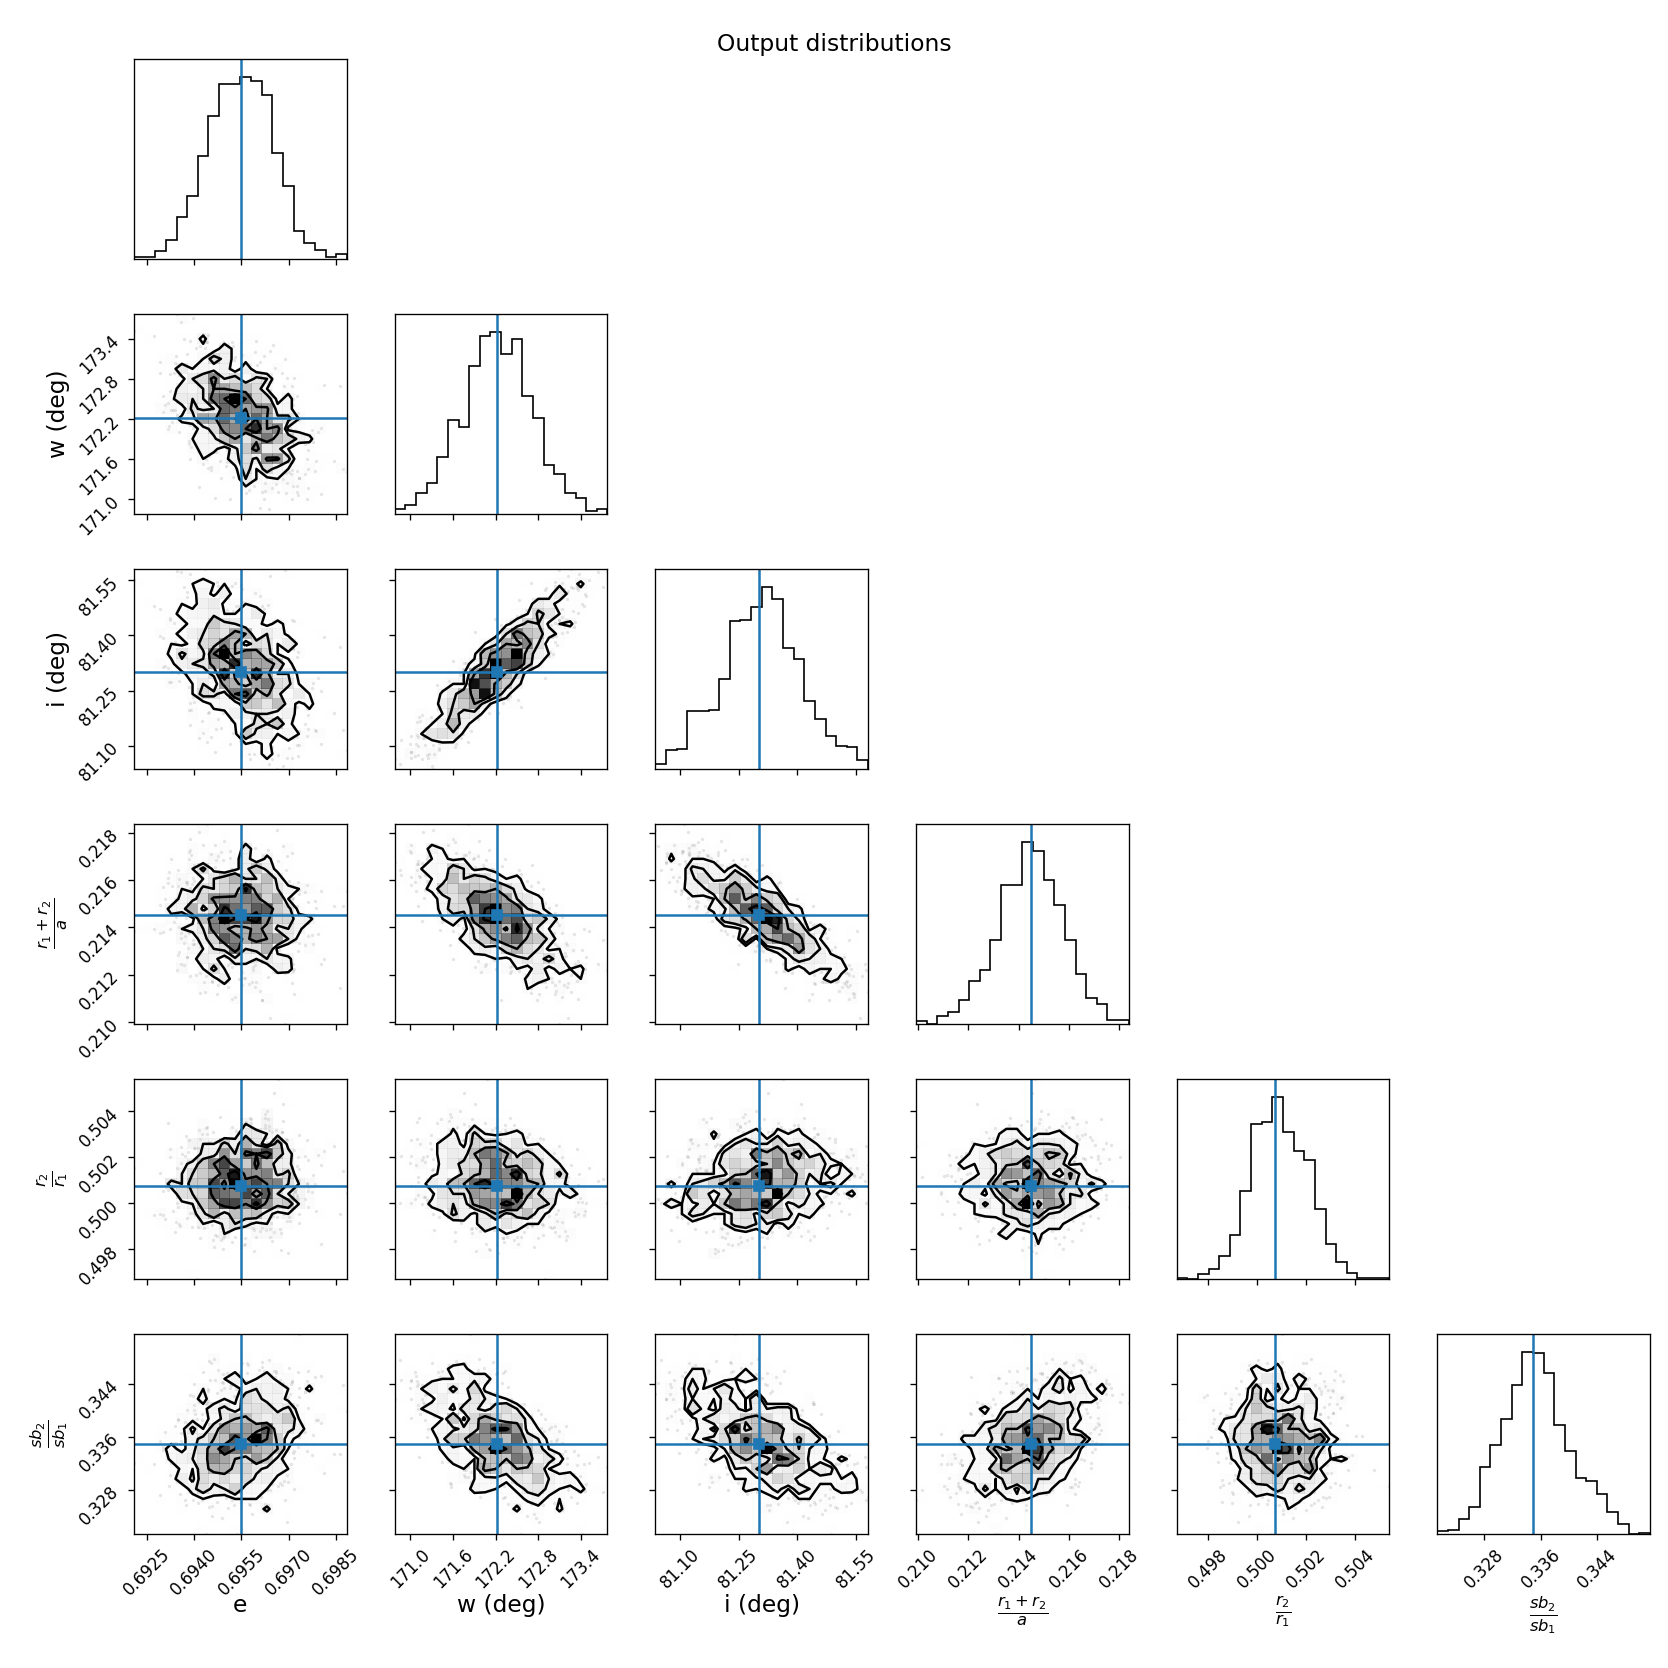 Output distributions
w (deg)
173.4
172.8
172.2
171.6
171.0
i (deg)
81.55
81.40
81.25
81.10
r₁ + r₂
a
0.218
0.216
0.214
0.212
0.210
r₂
r₁
0.504
0.502
0.500
0.498
sb₂
sb₁
0.344
0.336
0.328
0.6925 0.6940 0.6955 0.6970 0.6985 171.0 171.6 172.2 172.8 173.4 81.10 81.25 81.40 81.55 0.210 0.212 0.214 0.216 0.218 0.498 0.500 0.502 0.504 0.328 0.336 0.344
e w (deg) i (deg) r₁ + r₂ r₂ sb₂
a r₁ sb₁